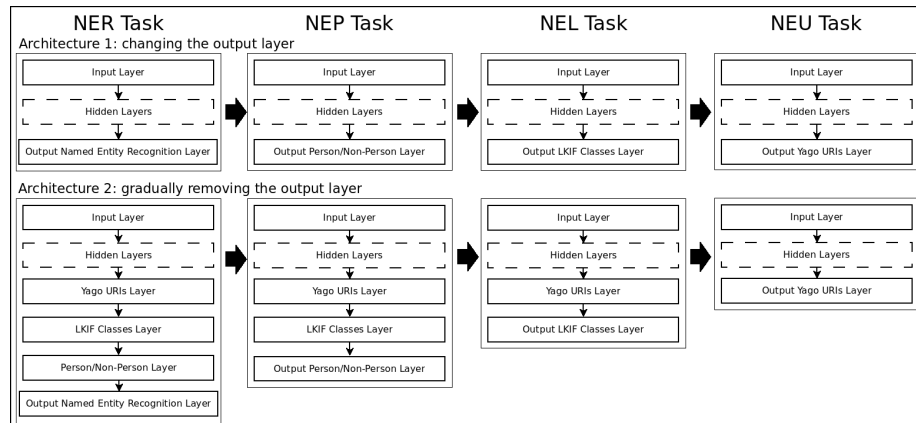 NER Task
NEP Task
NEL Task
NEU Task
Architecture 1: changing the output layer
Input Layer
Hidden Layers
Output Named Entity Recognition Layer
Input Layer
Hidden Layers
Output Person/Non-Person Layer
Input Layer
Hidden Layers
Output LKIF Classes Layer
Input Layer
Hidden Layers
Output Yago URIs Layer
Architecture 2: gradually removing the output layer
Input Layer
Hidden Layers
Yago URIs Layer
LKIF Classes Layer
Person/Non-Person Layer
Output Named Entity Recognition Layer
Input Layer
Hidden Layers
Yago URIs Layer
LKIF Classes Layer
Output Person/Non-Person Layer
Input Layer
Hidden Layers
Yago URIs Layer
Output LKIF Classes Layer
Input Layer
Hidden Layers
Output Yago URIs Layer